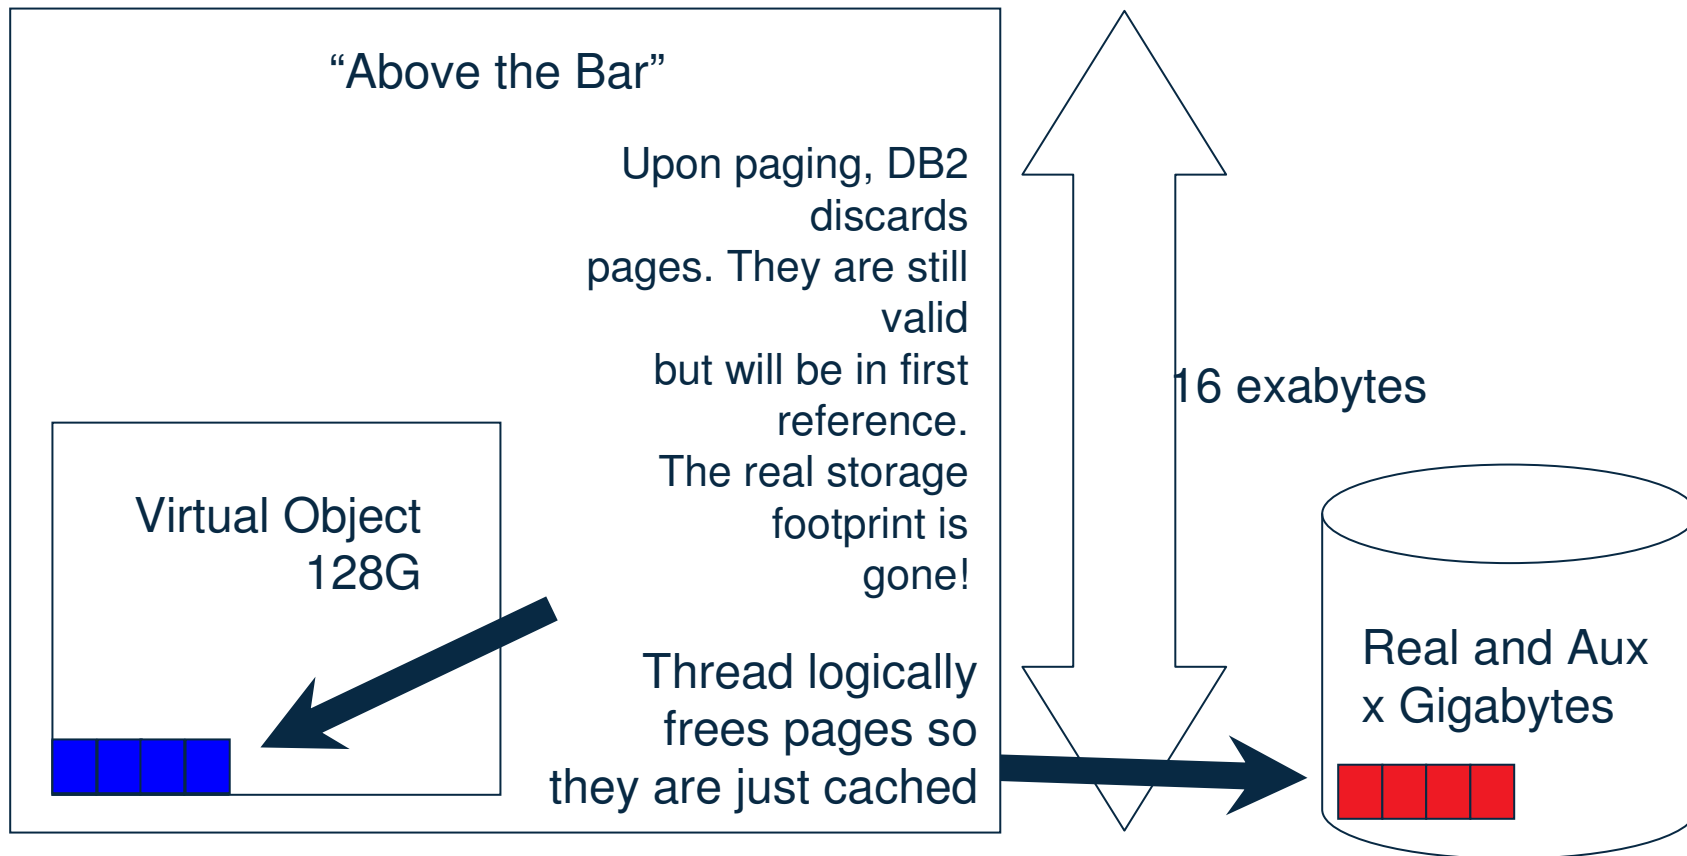 “Above the Bar”
Upon paging, DB2
discards
pages. They are still
valid
but will be in first
reference.
The real storage
footprint is
gone!
16 exabytes
Virtual Object
128G
Thread logically
frees pages so
they are just cached
Real and Aux
x Gigabytes